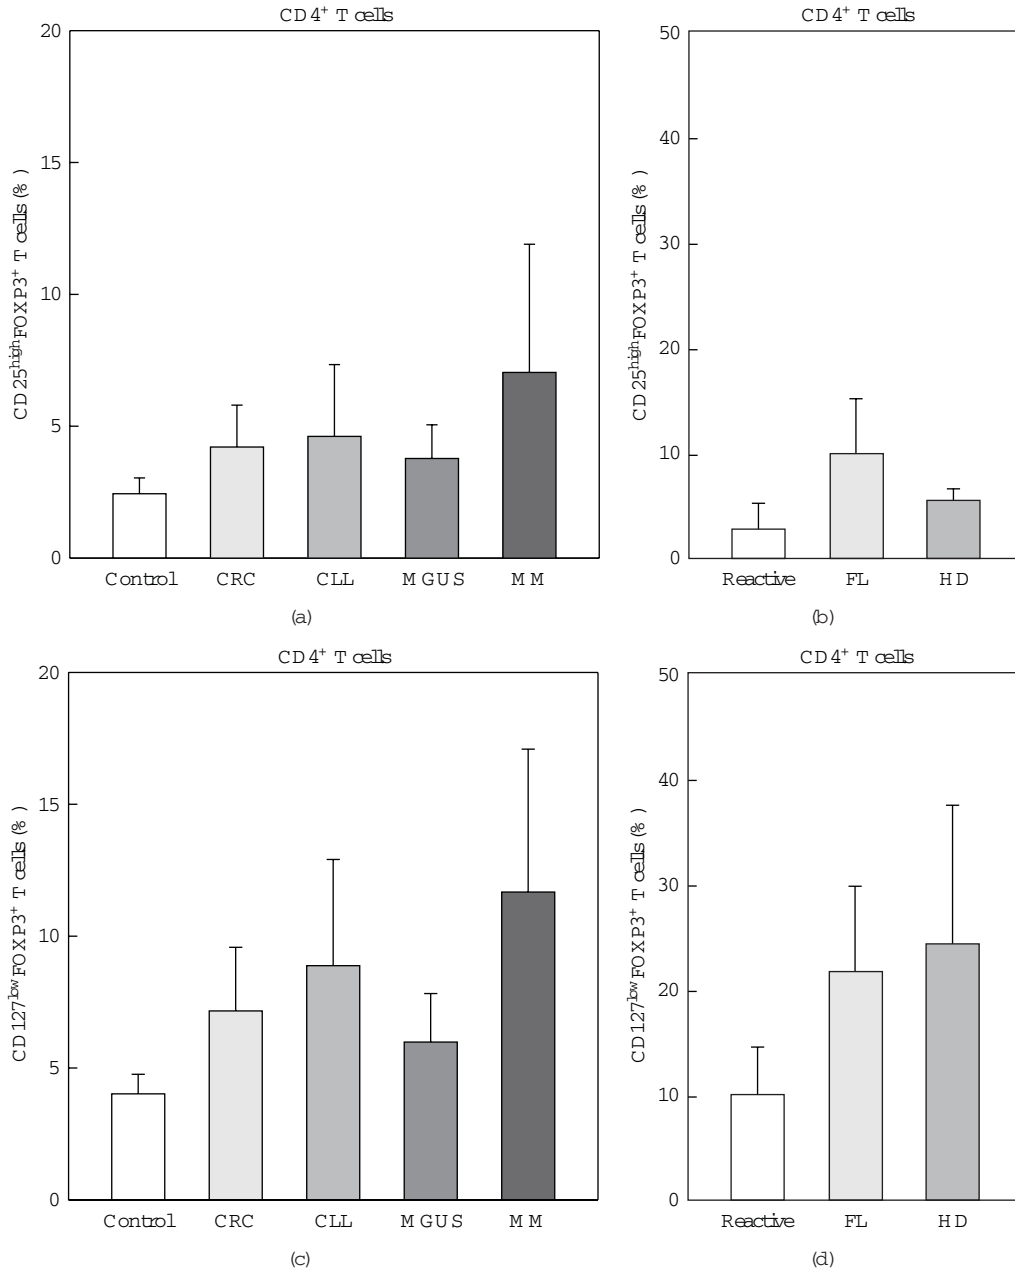 CD4⁺ T cells
20
15
10
5
0
CD25ʰⁱᵍʰFOXP3⁺ T cells (%)
Control CRC CLL MGUS MM
(a)
CD4⁺ T cells
50
40
30
20
10
0
CD25ʰⁱᵍʰFOXP3⁺ T cells (%)
Reactive FL HD
(b)
CD4⁺ T cells
20
15
10
5
0
CD127ˡᵒʷFOXP3⁺ T cells (%)
Control CRC CLL MGUS MM
(c)
CD4⁺ T cells
50
40
30
20
10
0
CD127ˡᵒʷFOXP3⁺ T cells (%)
Reactive FL HD
(d)